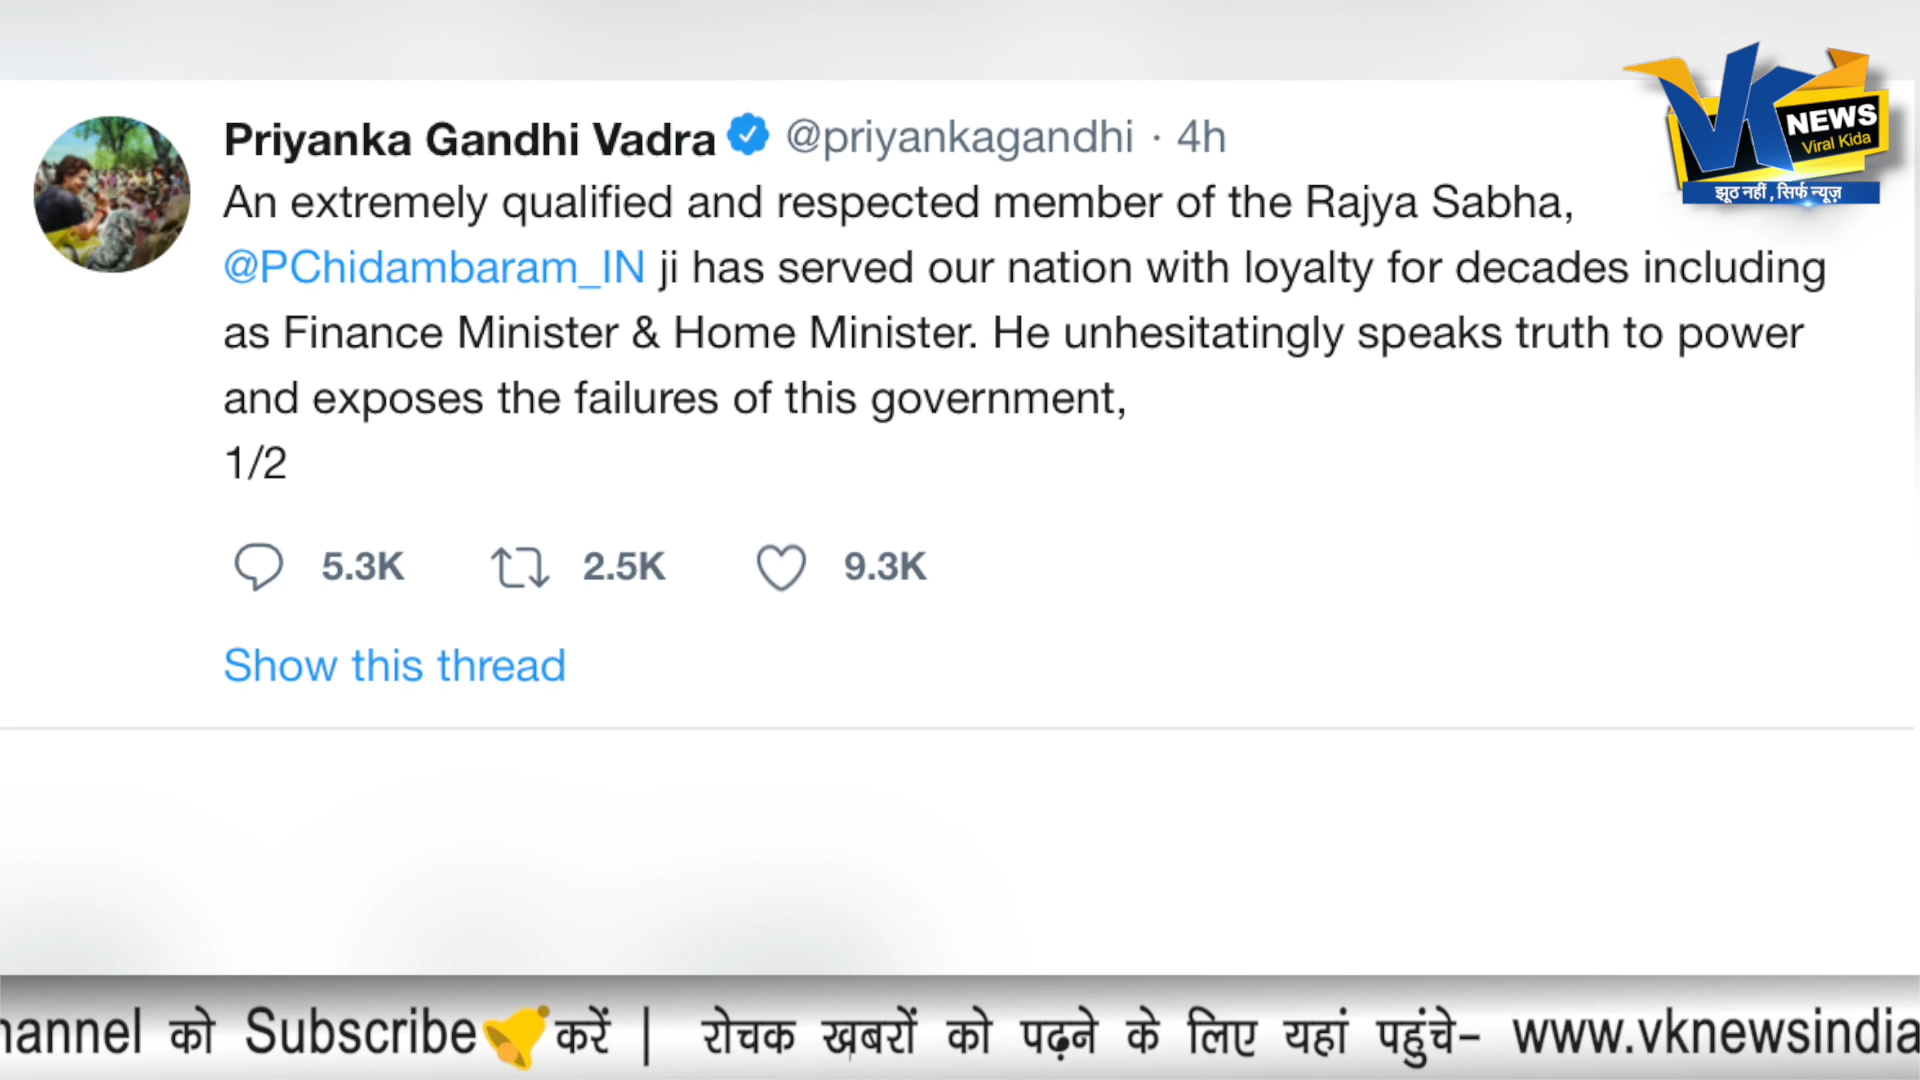 Priyanka Gandhi Vadra @priyankagandhi · 4h
An extremely qualified and respected member of the Rajya Sabha,
@PChidambaram_IN ji has served our nation with loyalty for decades including
as Finance Minister & Home Minister. He unhesitatingly speaks truth to power
and exposes the failures of this government,
1/2
5.3K 2.5K 9.3K
Show this thread
VK NEWS
Viral Kida
झूठ नहीं, सिर्फ न्यूज़
hannel को Subscribe करें | रोचक ख़बरों को पढ़ने के लिए यहां पहुंचे- www.vknewsindia